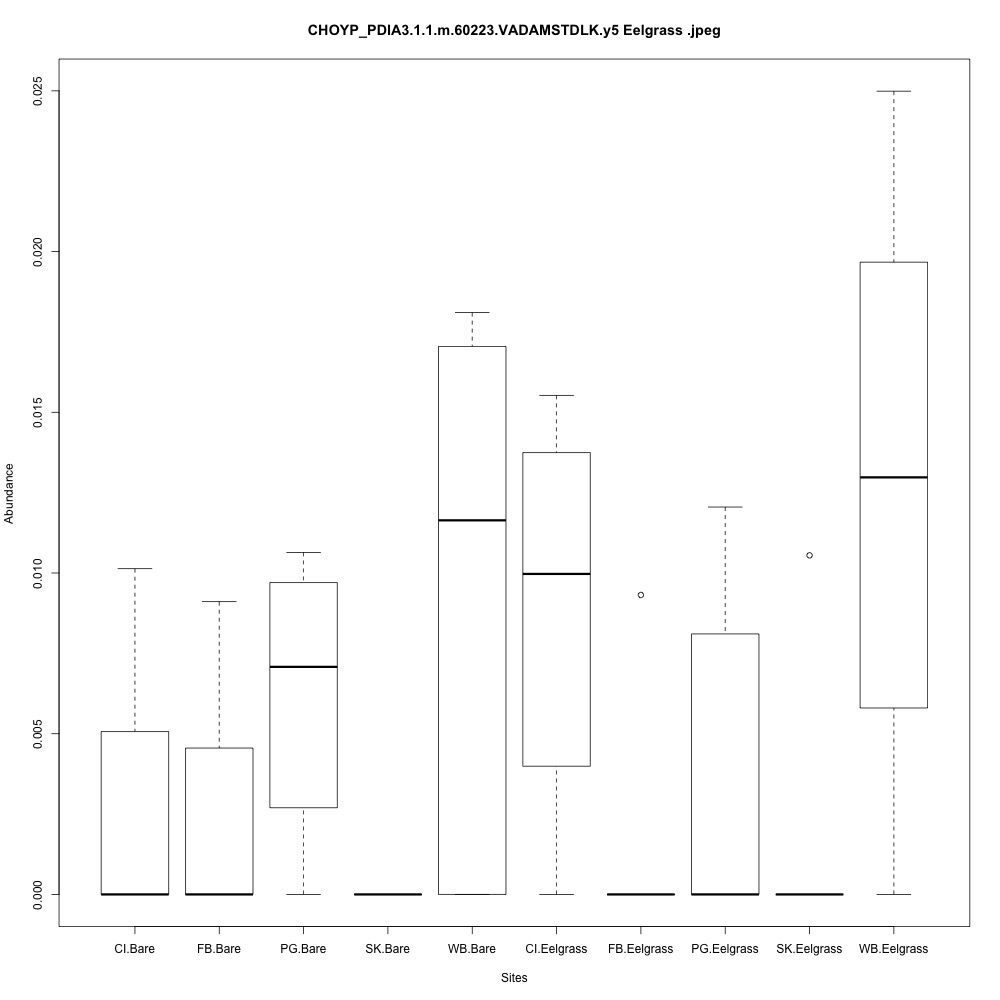 CHOYP_PDIA3.1.1.m.60223.VADAMSTDLK.y5 Eelgrass .jpeg
0.025
0.020
0.015
0.010
0.005
0.000
Abundance
CI.Bare
FB.Bare
PG.Bare
SK.Bare
WB.Bare
CI.Eelgrass
FB.Eelgrass
PG.Eelgrass
SK.Eelgrass
WB.Eelgrass
Sites